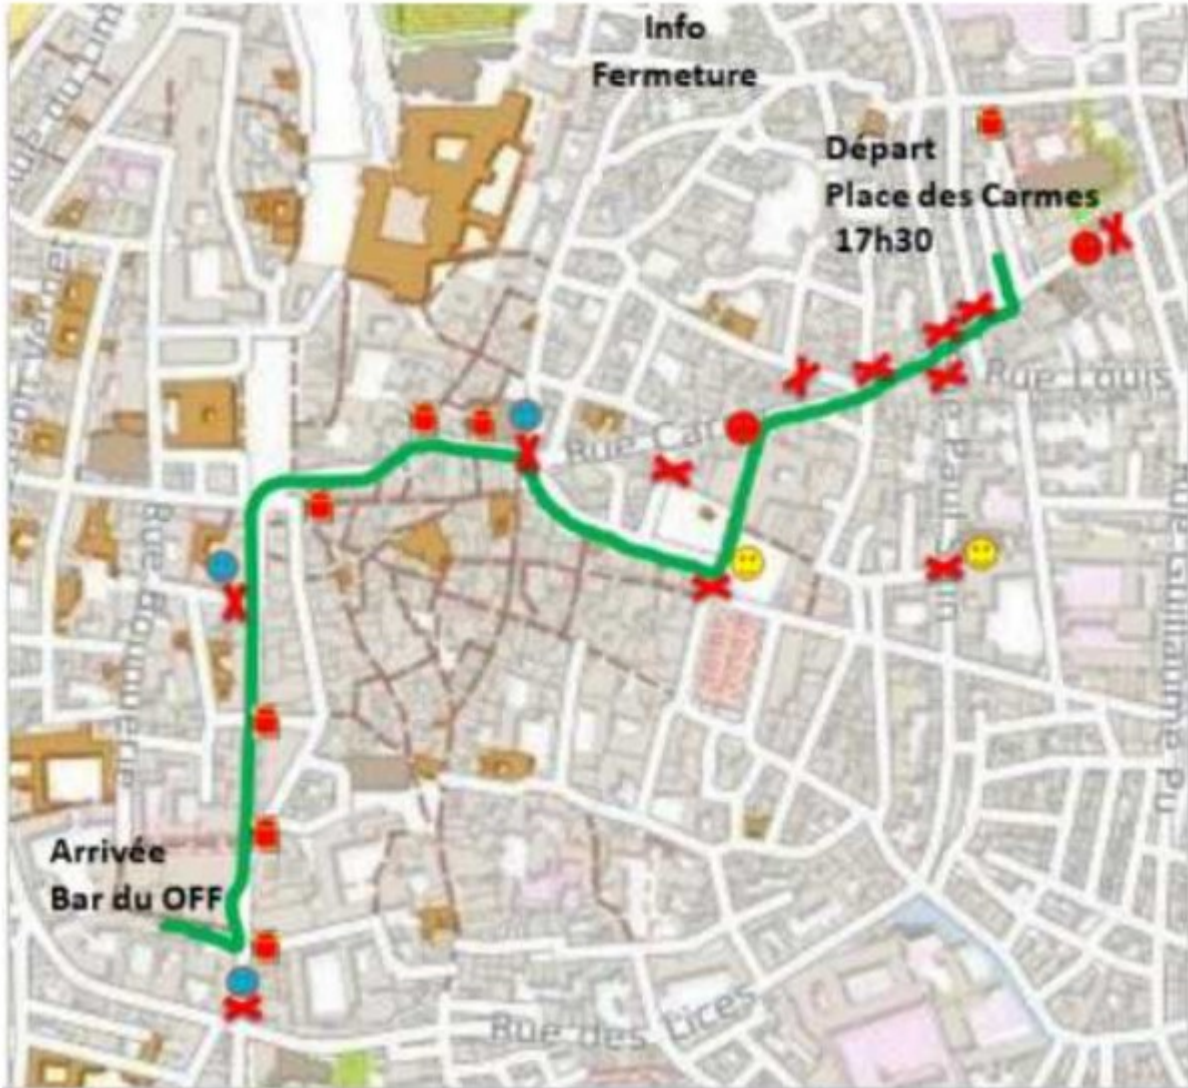 Info
Fermeture
Départ
Place des Carmes
17h30
Rue Louis
Rue Car
Arrivée
Bar du OFF
Rue des Lices